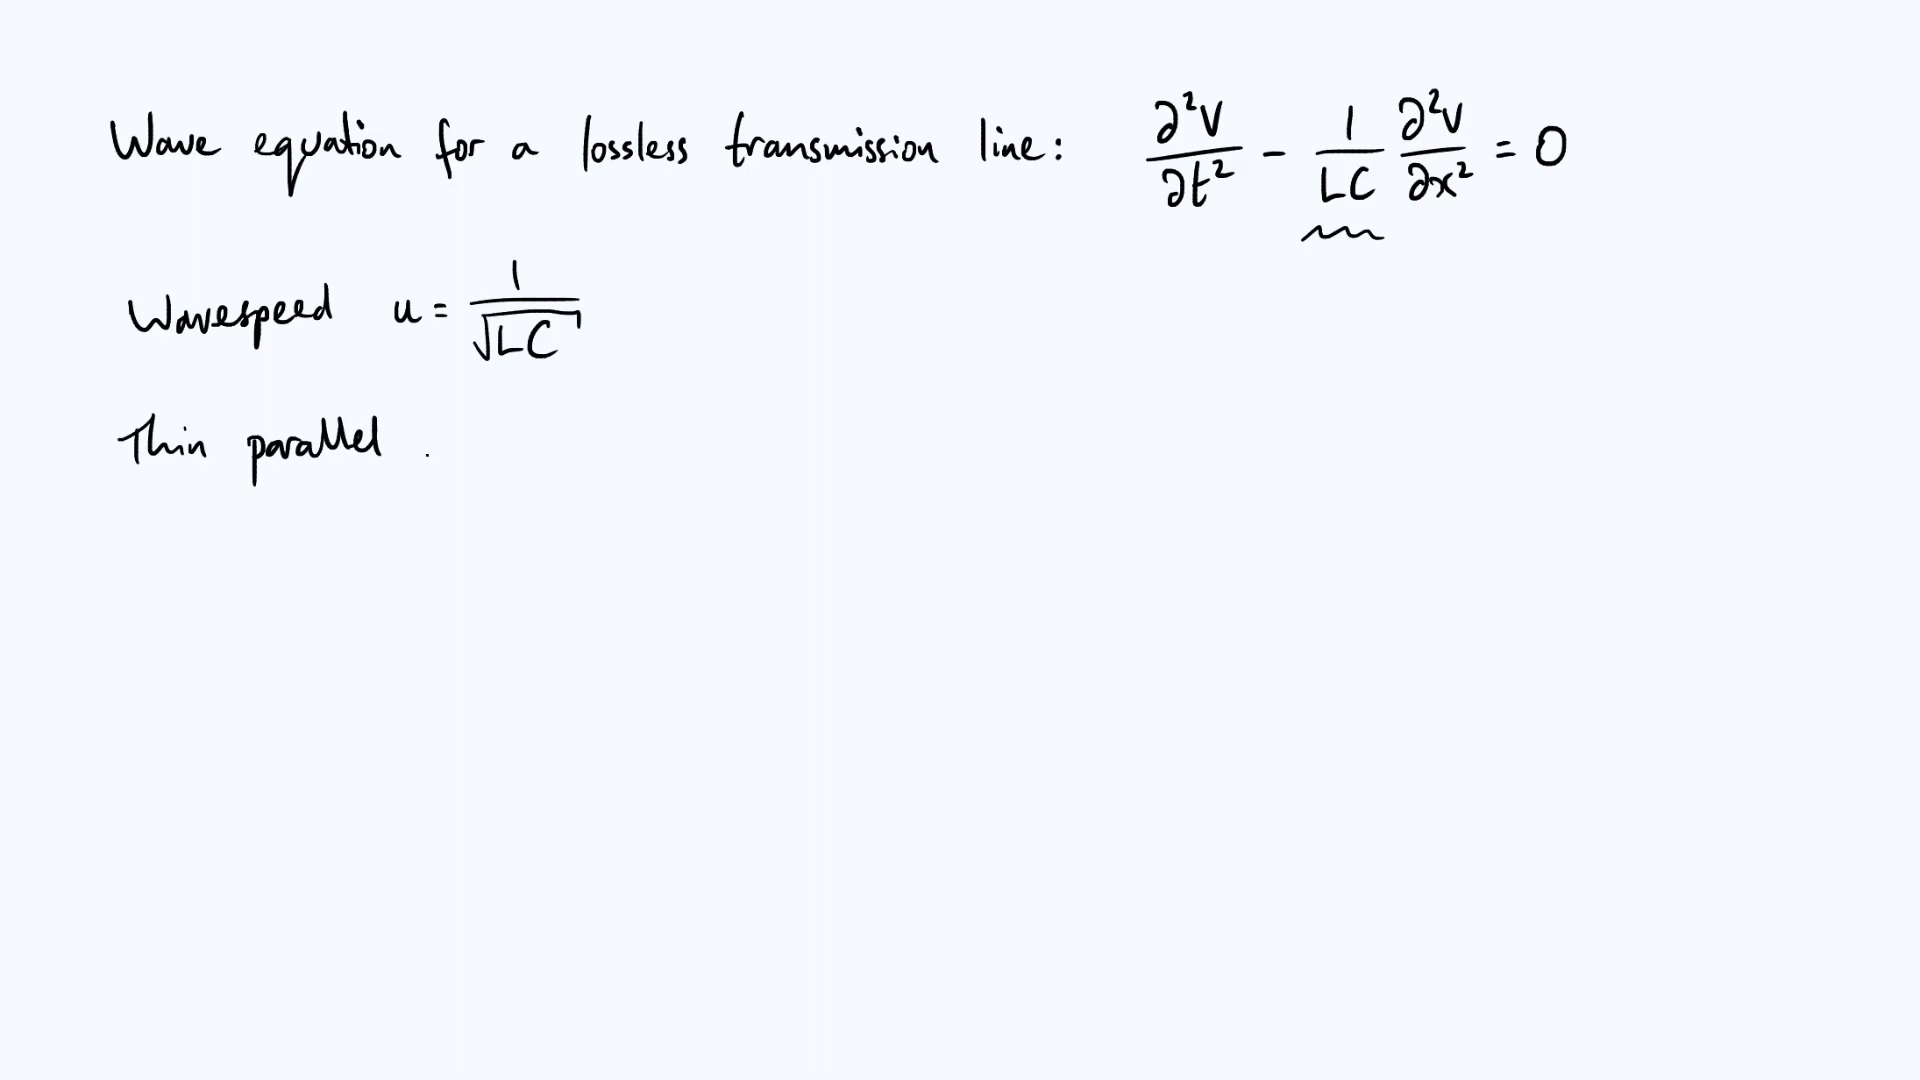 Wave equation for a lossless transmission line: ∂²V/∂t² - 1/LC ∂²V/∂x² = 0
Wavespeed u = 1/√LC
Thin parallel